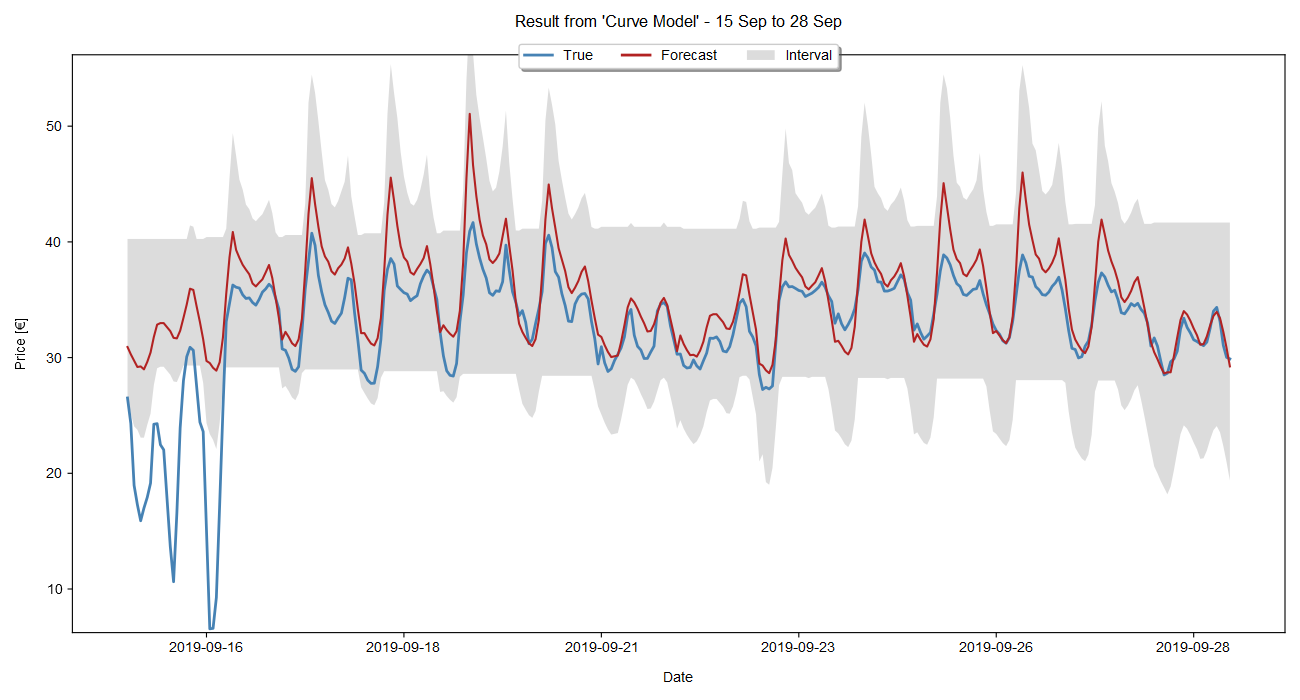 Result from 'Curve Model' - 15 Sep to 28 Sep
True Forecast Interval
50
40
30
20
10
Price [€]
2019-09-16 2019-09-18 2019-09-21 2019-09-23 2019-09-26 2019-09-28
Date